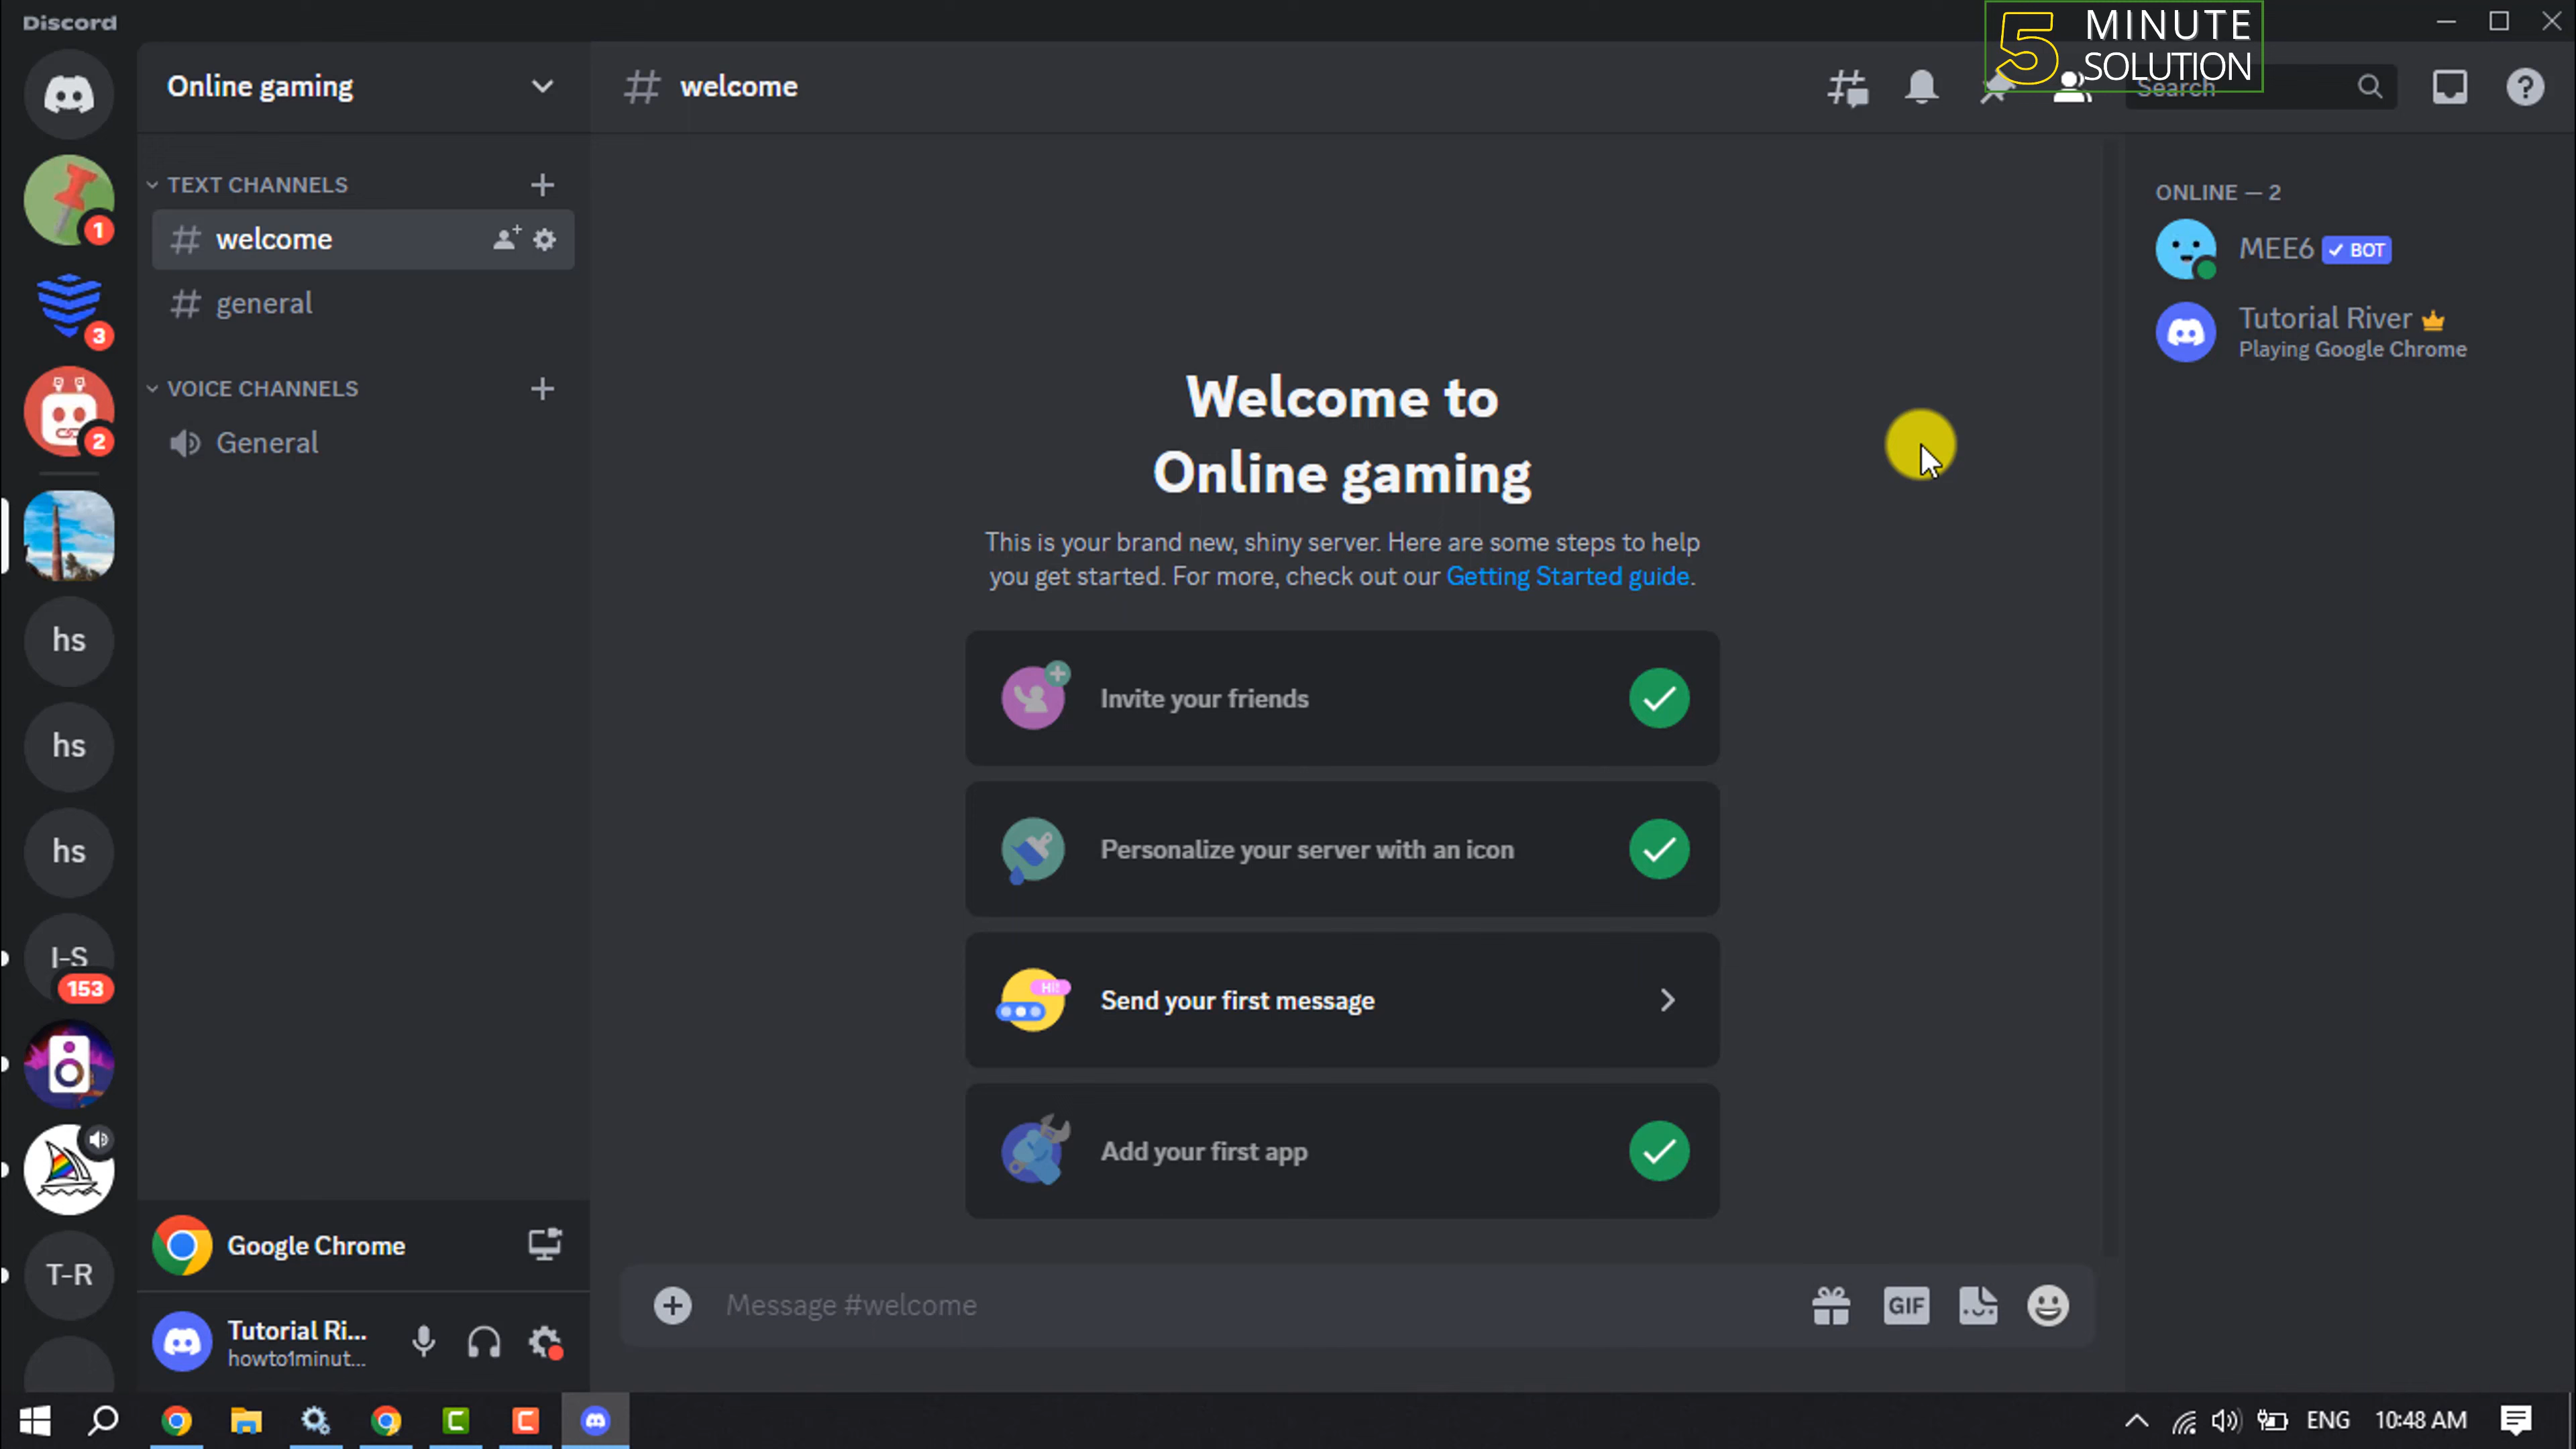 Discord
5 MINUTE
SOLUTION
Online gaming
welcome
Search
TEXT CHANNELS
welcome
general
VOICE CHANNELS
General
1
3
2
hs
hs
hs
I-S
153
T-R
Welcome to
Online gaming
This is your brand new, shiny server. Here are some steps to help
you get started. For more, check out our Getting Started guide.
Invite your friends
Personalize your server with an icon
Hi!
Send your first message
Add your first app
ONLINE — 2
MEE6 BOT
Tutorial River
Playing Google Chrome
Google Chrome
Tutorial Ri...
howto1minut...
Message #welcome
GIF
ENG 10:48 AM